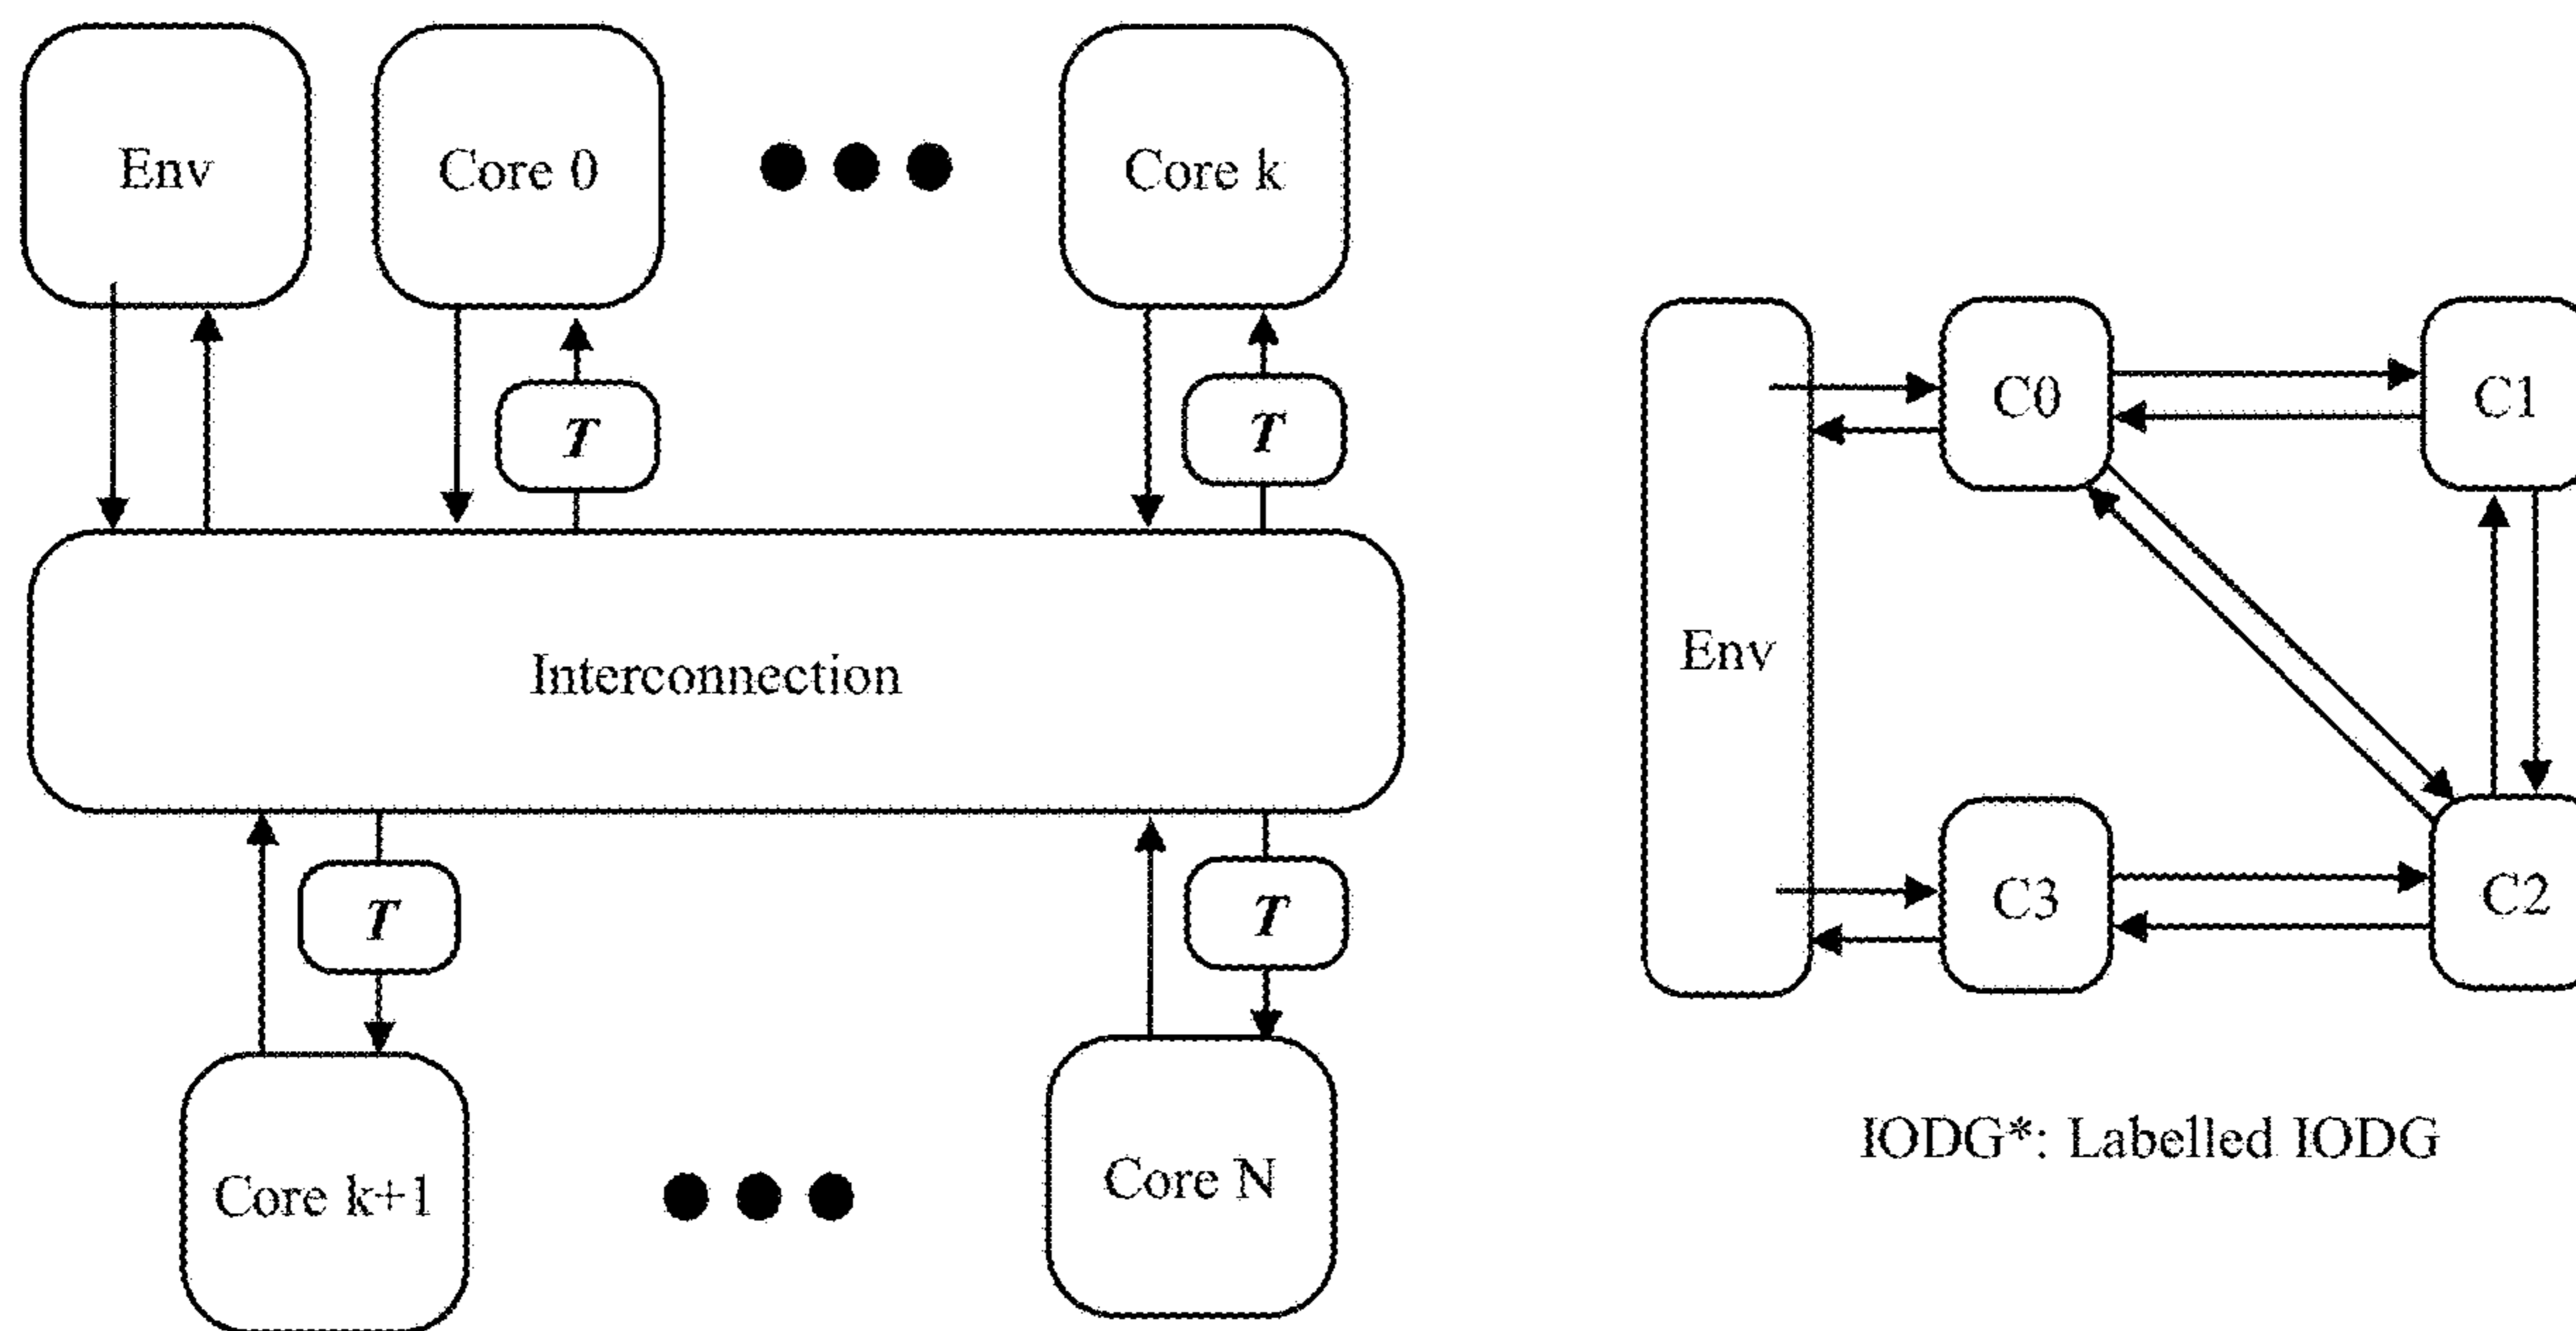 Env
Core 0
Core k
T
T
Interconnection
T
T
Core k+1
Core N
C0
C1
Env
C3
C2
IODG*: Labelled IODG